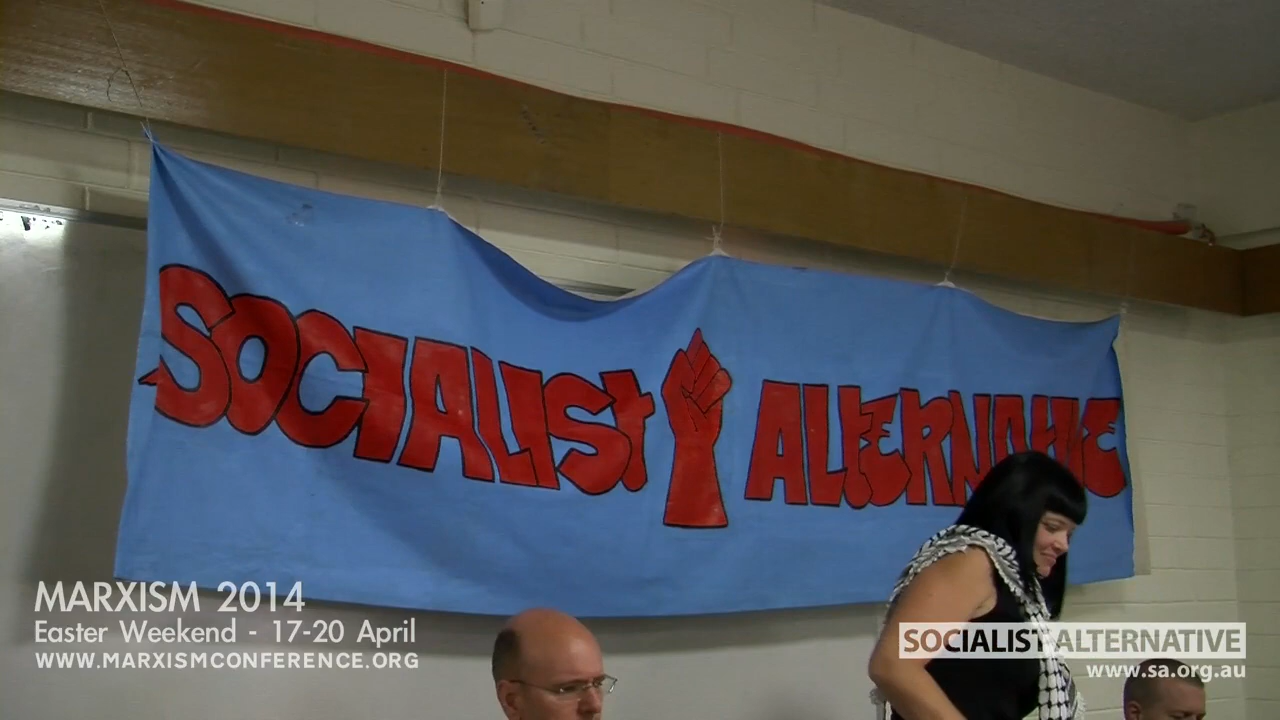 SOCIALIST ALTERNATIVE
MARXISM 2014
Easter Weekend - 17-20 April
WWW.MARXISMCONFERENCE.ORG
SOCIALIST ALTERNATIVE
www.sa.org.au